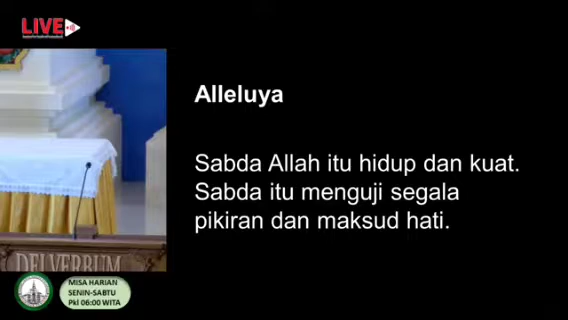 LIVE
Alleluya
Sabda Allah itu hidup dan kuat.
Sabda itu menguji segala
pikiran dan maksud hati.
DEI VERBUM
MISA HARIAN
SENIN-SABTU
Pkl 06:00 WITA